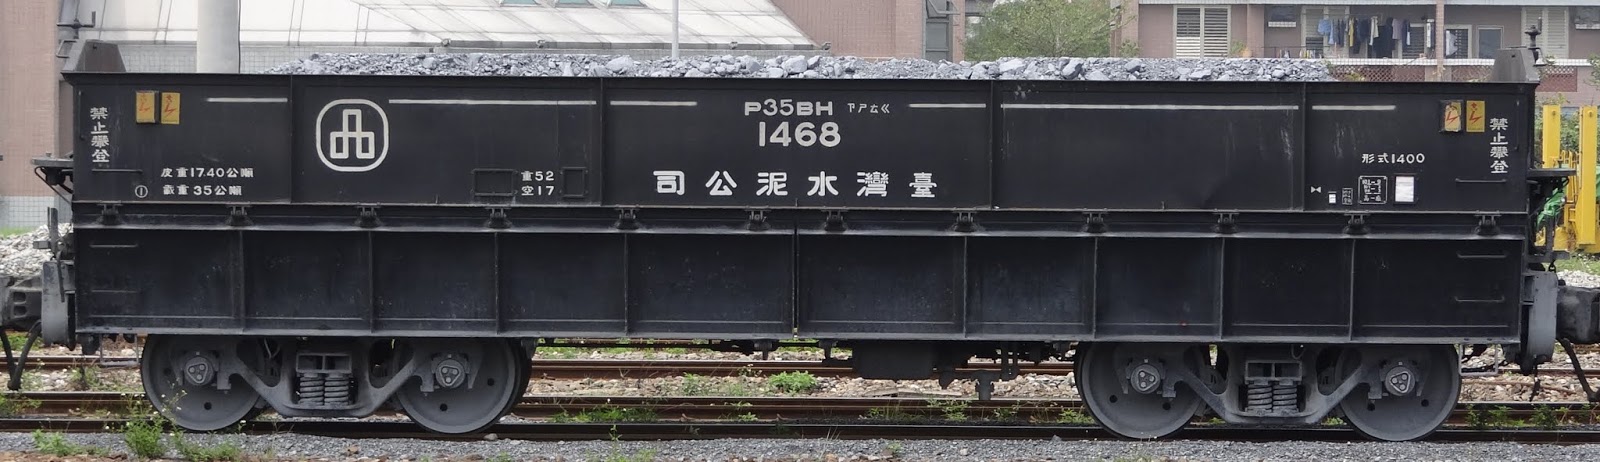 禁止攀登
皮重17.40公噸
載重35公噸
重52
空17
P35BH ㄗㄕㄊㄍ
1468
司公泥水灣臺
形式1400
禁止攀登